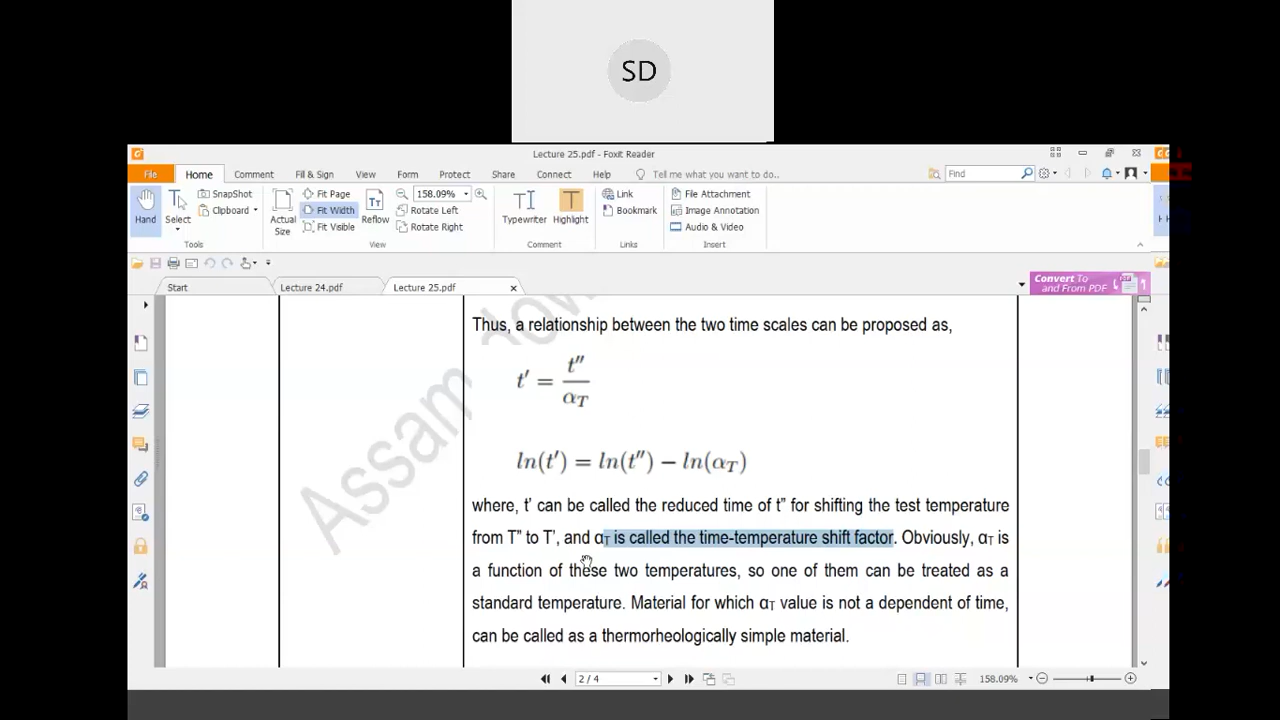 SD
Lecture 25.pdf - Foxit Reader
File Home Comment Fill & Sign View Form Protect Share Connect Help Tell me what you want to do.. Find
SnapShot Fit Page 158.09% Link File Attachment
Clipboard Fit Width Rotate Left Bookmark Image Annotation
Fit Visible Rotate Right Audio & Video
Hand Select Actual Size Reflow Typewriter Highlight
Tools View Comment Links Insert
Start Lecture 24.pdf Lecture 25.pdf
Convert To
and From PDF
Thus, a relationship between the two time scales can be proposed as,
t' = t''/α_T
ln(t') = ln(t'') − ln(α_T)
where, t' can be called the reduced time of t" for shifting the test temperature
from T" to T', and αT is called the time-temperature shift factor. Obviously, αT is
a function of these two temperatures, so one of them can be treated as a
standard temperature. Material for which αT value is not a dependent of time,
can be called as a thermorheologically simple material.
Assam
2 / 4 158.09%